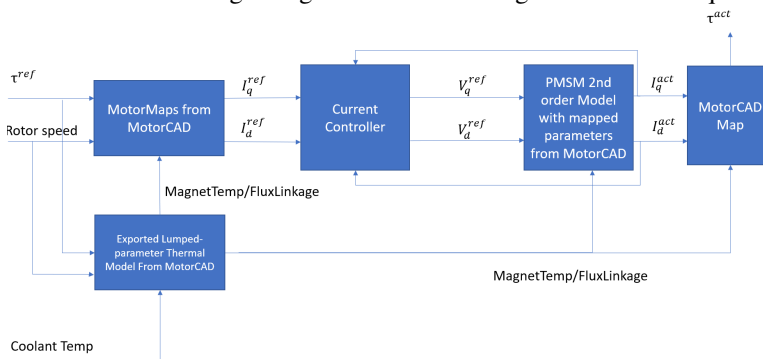 τ^act
τ^ref
Rotor speed
MotorMaps from
MotorCAD
I_q^ref
I_d^ref
Current
Controller
V_q^ref
V_d^ref
PMSM 2nd
order Model
with mapped
parameters
from MotorCAD
I_q^act
I_d^act
MotorCAD
Map
MagnetTemp/FluxLinkage
Exported Lumped-
parameter Thermal
Model From MotorCAD
MagnetTemp/FluxLinkage
Coolant Temp